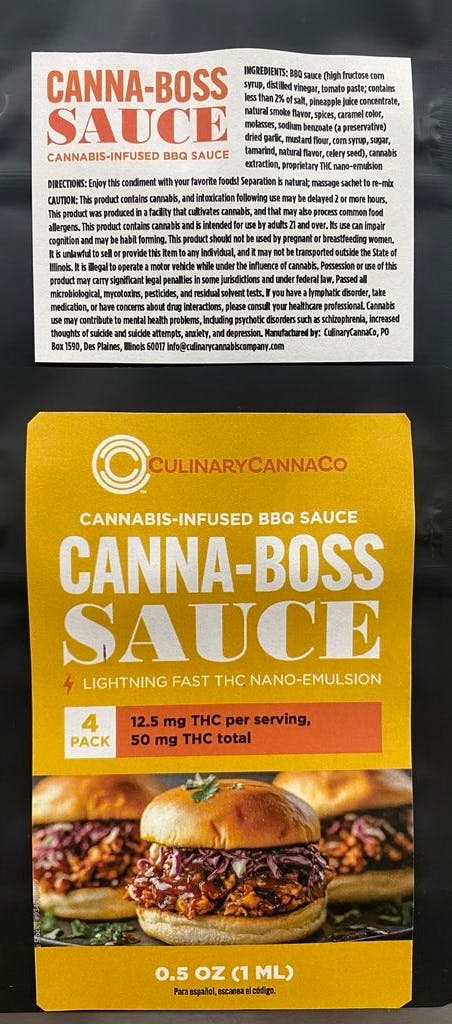 CANNA-BOSS
SAUCE
CANNABIS-INFUSED BBQ SAUCE
INGREDIENTS: BBQ sauce (high fructose corn
syrup, distilled vinegar, tomato paste; contains
less than 2% of salt, pineapple juice concentrate,
natural smoke flavor, spices, caramel color,
molasses, sodium benzoate (a preservative)
dried garlic, mustard flour, corn syrup, sugar,
tamarind, natural flavor, celery seed), cannabis
extraction, proprietary THC nano-emulsion
DIRECTIONS: Enjoy this condiment with your favorite foods! Separation is natural; massage sachet to re-mix
CAUTION: This product contains cannabis, and intoxication following use may be delayed 2 or more hours.
This product was produced in a facility that cultivates cannabis, and that may also process common food
allergens. This product contains cannabis and is intended for use by adults 21 and over. Its use can impair
cognition and may be habit forming. This product should not be used by pregnant or breastfeeding women.
It is unlawful to sell or provide this item to any individual, and it may not be transported outside the State of
Illinois. It is illegal to operate a motor vehicle while under the influence of cannabis. Possession or use of this
product may carry significant legal penalties in some jurisdictions and under federal law. Passed all
microbiological, mycotoxins, pesticides, and residual solvent tests. If you have a lymphatic disorder, take
medication, or have concerns about drug interactions, please consult your healthcare professional. Cannabis
use may contribute to mental health problems, including psychotic disorders such as schizophrenia, increased
thoughts of suicide and suicide attempts, anxiety, and depression. Manufactured by: CulinaryCannaCo, PO
Box 1590, Des Plaines, Illinois 60017 info@culinarycannabiscompany.com
CULINARYCANNACO
CANNABIS-INFUSED BBQ SAUCE
CANNA-BOSS
SAUCE
LIGHTNING FAST THC NANO-EMULSION
4
PACK
12.5 mg THC per serving,
50 mg THC total
0.5 OZ (1 ML)
Para español, escanea el código.